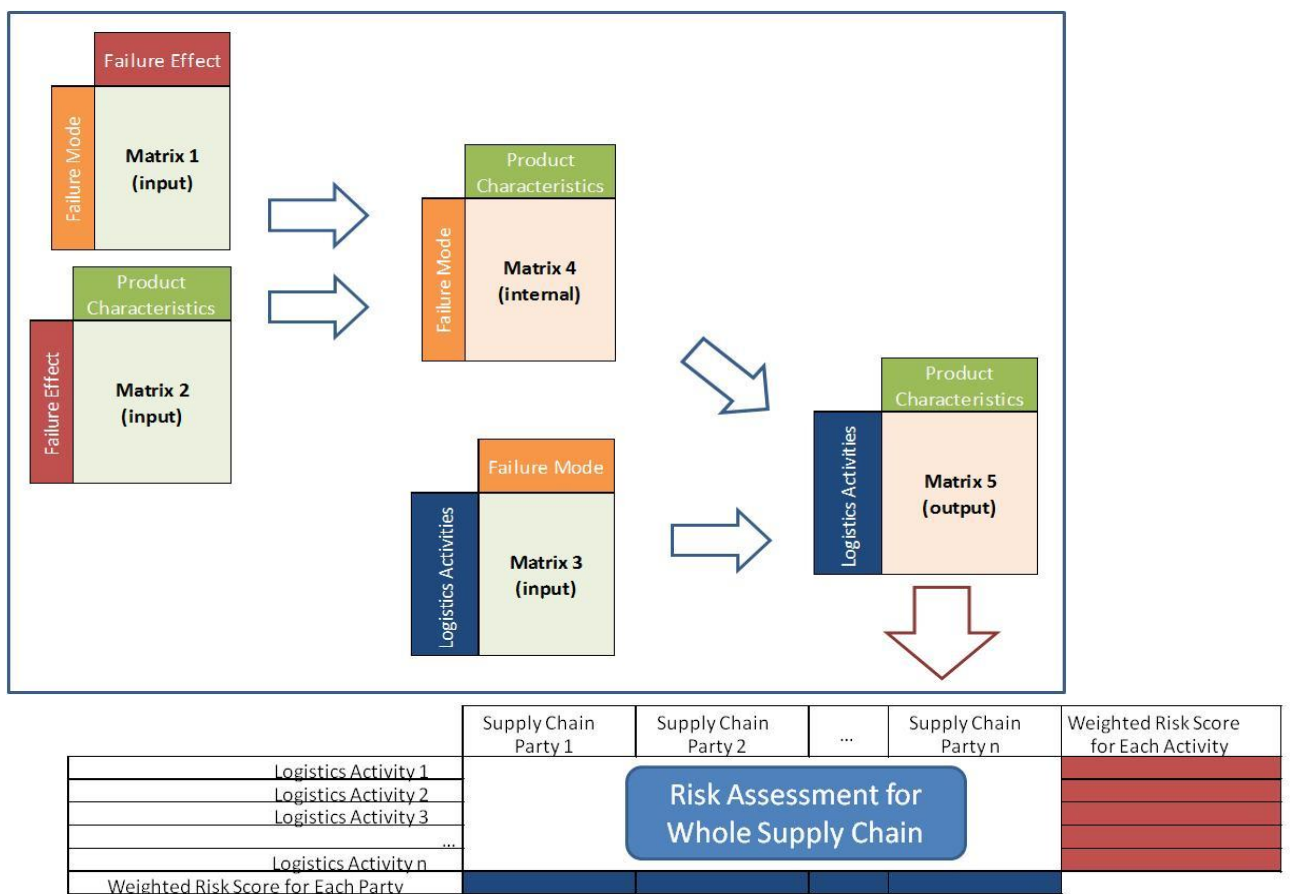 Failure Effect
Failure Mode
Matrix 1
(input)
Product
Characteristics
Failure Effect
Matrix 2
(input)
Product
Characteristics
Failure Mode
Matrix 4
(internal)
Failure Mode
Logistics Activities
Matrix 3
(input)
Product
Characteristics
Logistics Activities
Matrix 5
(output)
Supply Chain
Party 1
Supply Chain
Party 2
...
Supply Chain
Party n
Weighted Risk Score
for Each Activity
Logistics Activity 1
Logistics Activity 2
Logistics Activity 3
...
Logistics Activity n
Weighted Risk Score for Each Party
Risk Assessment for
Whole Supply Chain